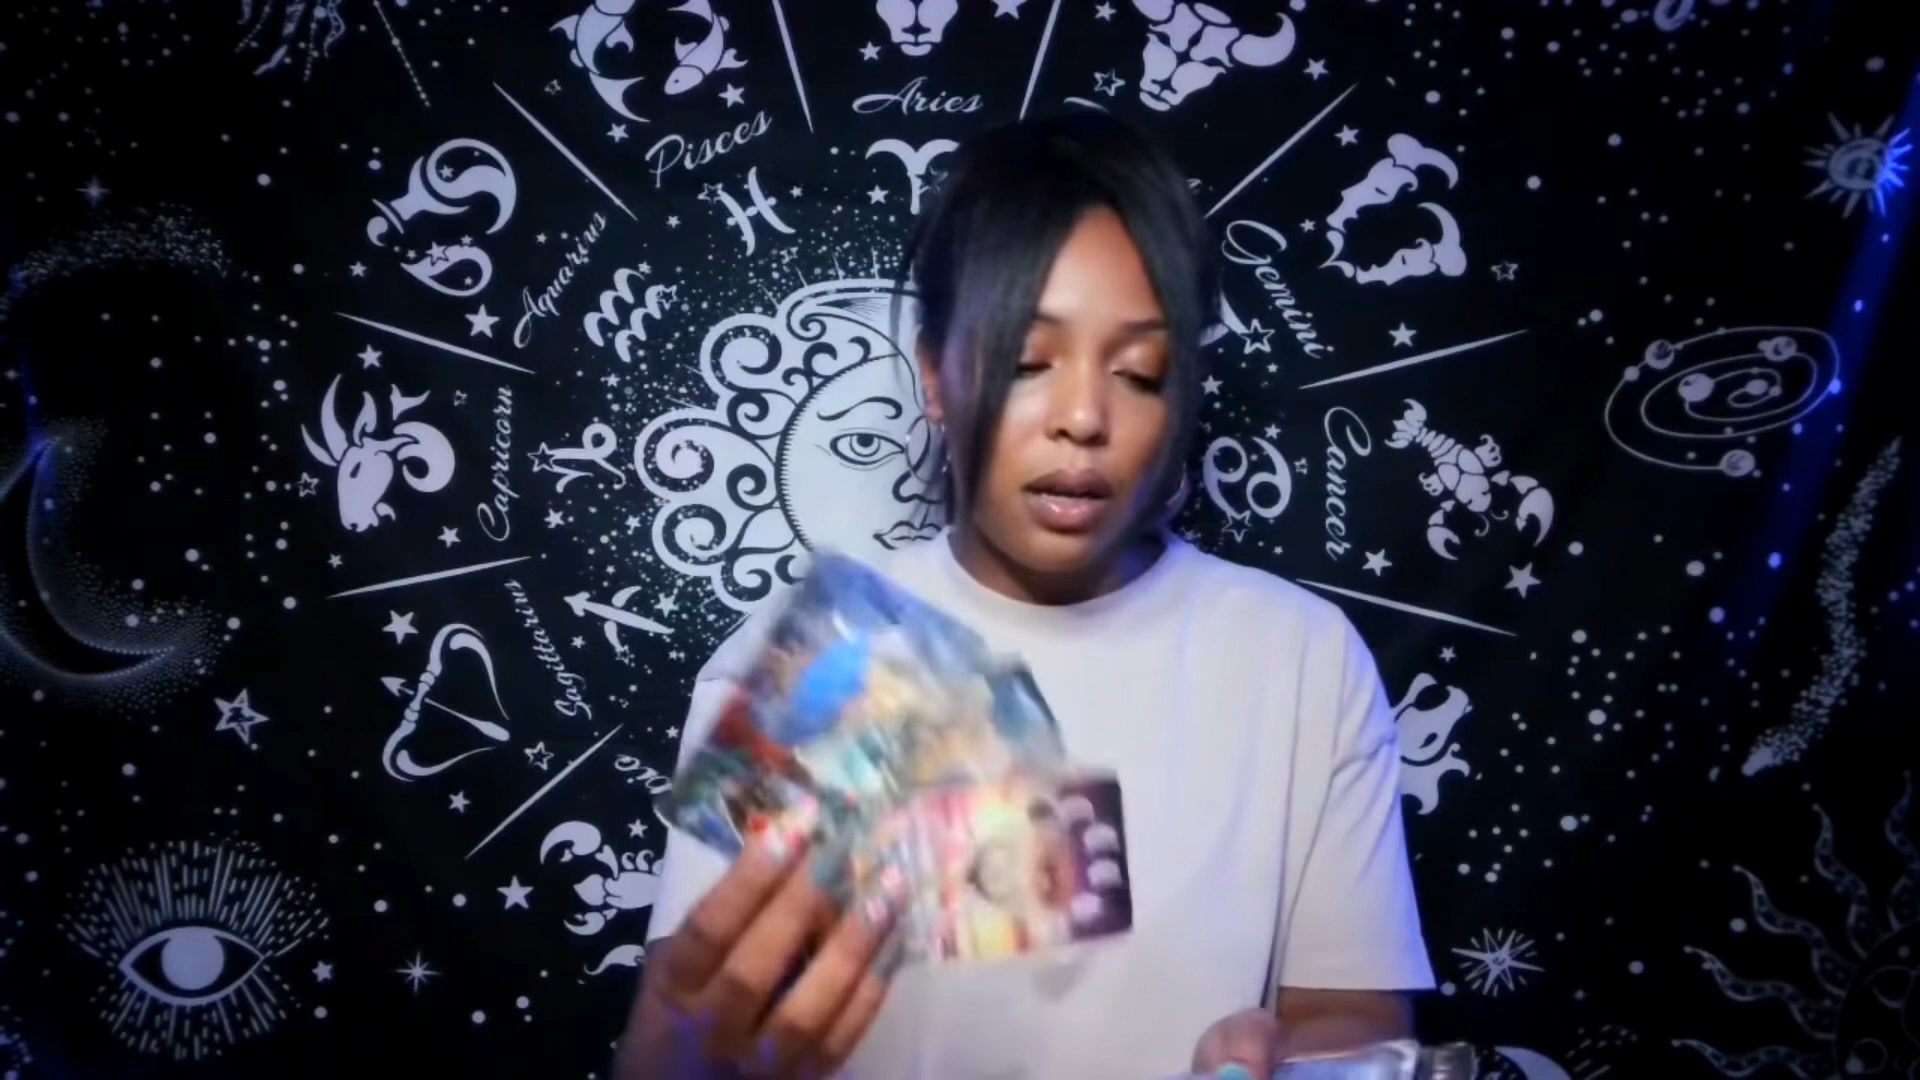 Aries
Pisces
Aquarius
Gemini
Capricorn
Cancer
Sagittarius